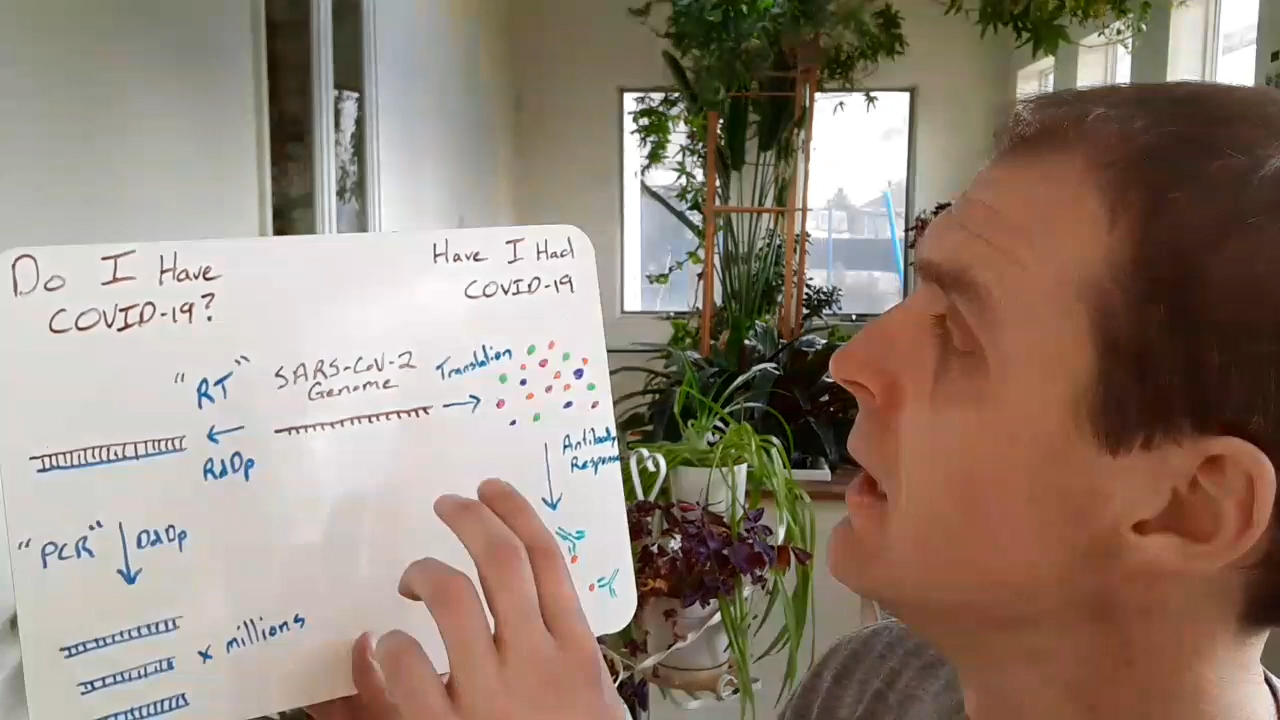 Do I Have
COVID-19?
Have I Had
COVID-19
"RT"
SARS-CoV-2
Genome
Translation
RdDp
Antibody
Response
"PCR"
DdDp
x millions